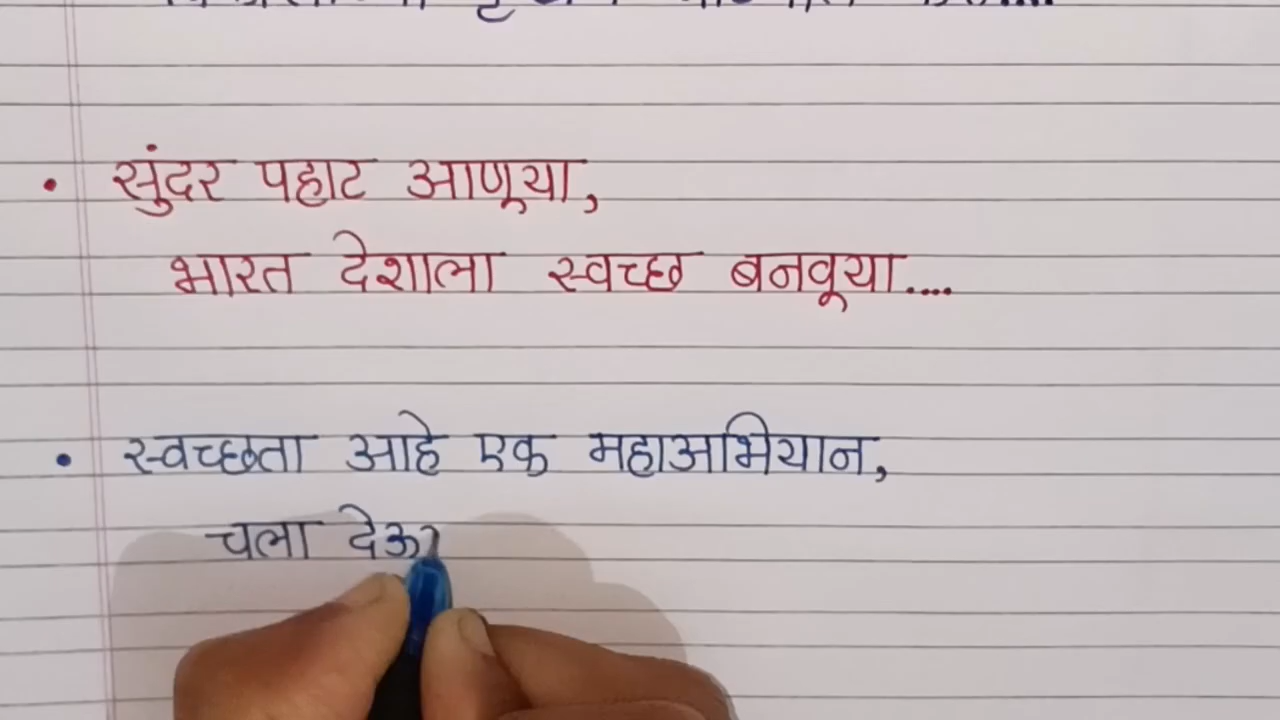 • सुंदर पहाट आणूया,
भारत देशाला स्वच्छ बनवूया....
• स्वच्छता आहे एक महाअभियान,
चला देऊ